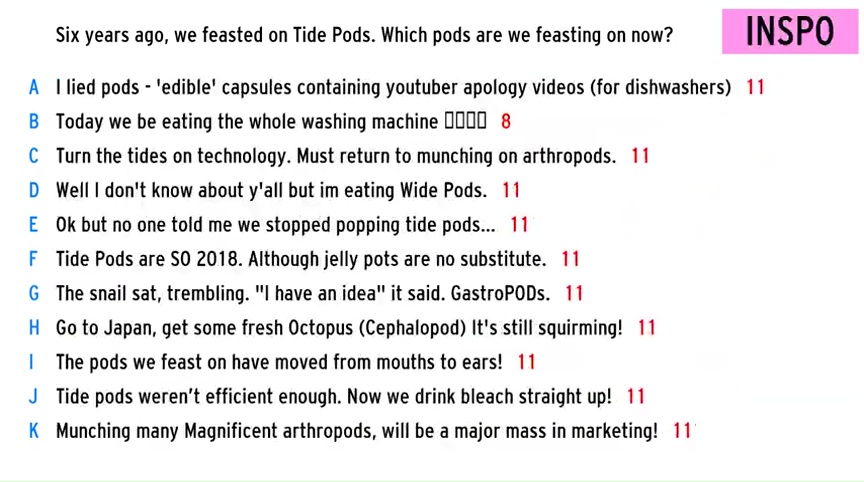 Six years ago, we feasted on Tide Pods. Which pods are we feasting on now?
INSPO
A I lied pods - 'edible' capsules containing youtuber apology videos (for dishwashers) 11
B Today we be eating the whole washing machine ▯▯▯▯ 8
C Turn the tides on technology. Must return to munching on arthropods. 11
D Well I don't know about y'all but im eating Wide Pods. 11
E Ok but no one told me we stopped popping tide pods... 11
F Tide Pods are SO 2018. Although jelly pots are no substitute. 11
G The snail sat, trembling. "I have an idea" it said. GastroPODs. 11
H Go to Japan, get some fresh Octopus (Cephalopod) It's still squirming! 11
I The pods we feast on have moved from mouths to ears! 11
J Tide pods weren’t efficient enough. Now we drink bleach straight up! 11
K Munching many Magnificent arthropods, will be a major mass in marketing! 11